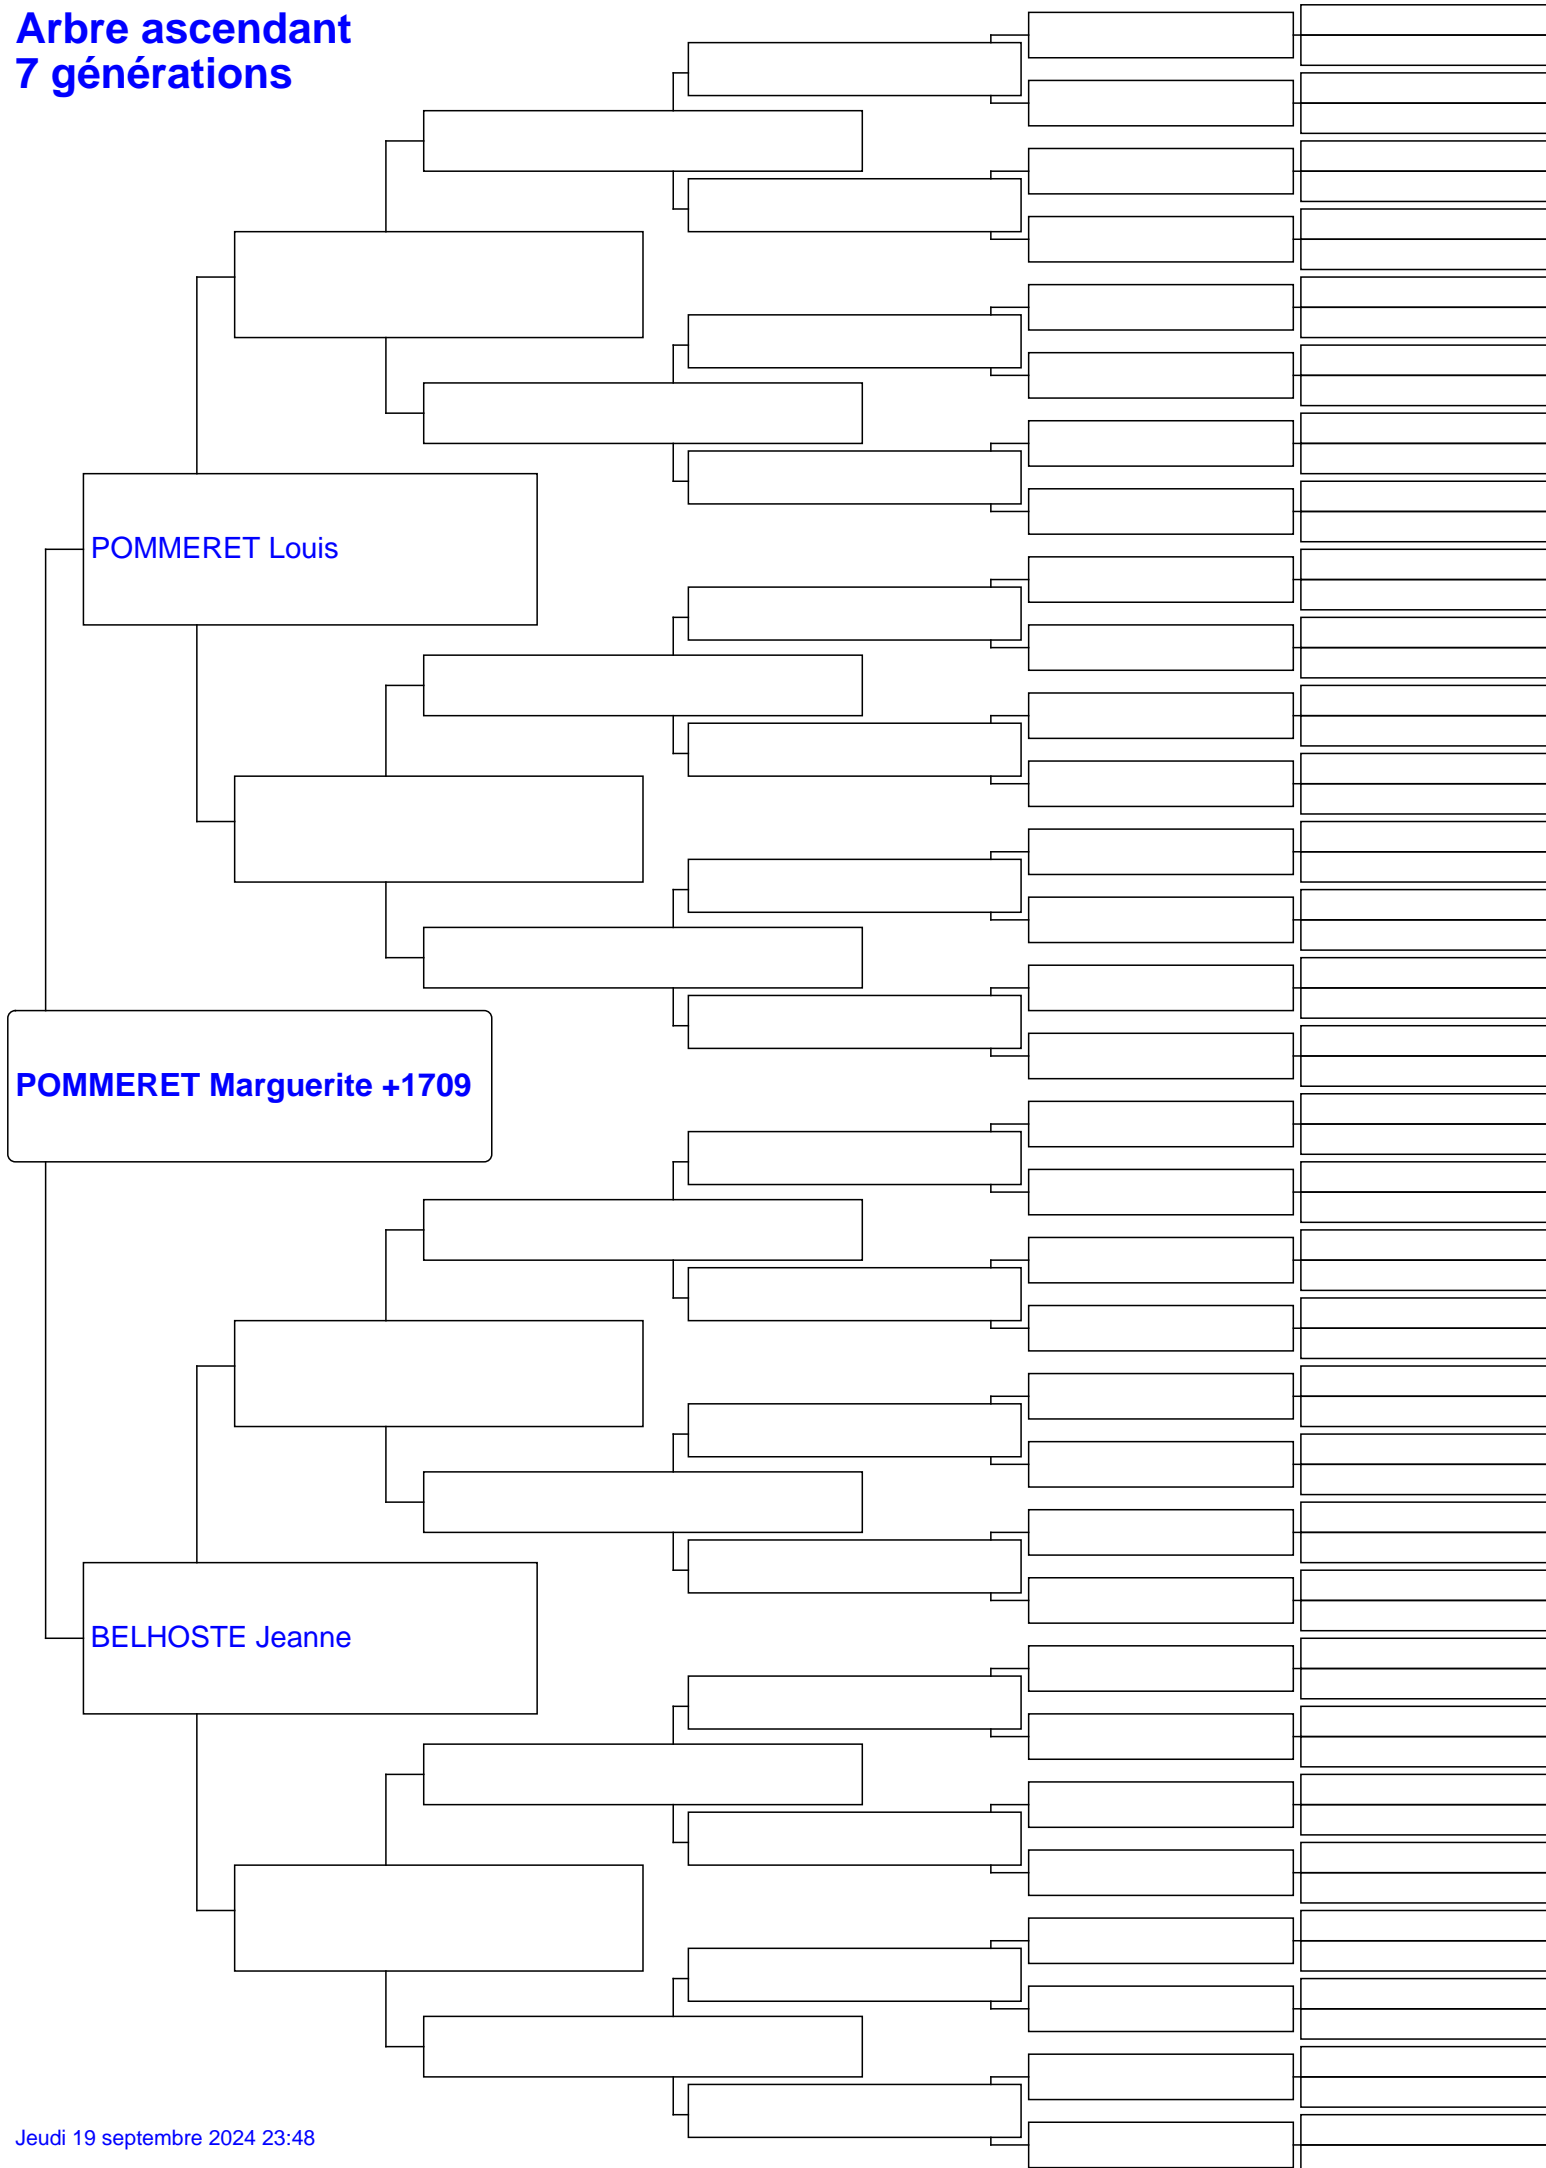 Arbre ascendant
7 générations
POMMERET Louis
POMMERET Marguerite +1709
BELHOSTE Jeanne
Jeudi 19 septembre 2024 23:48